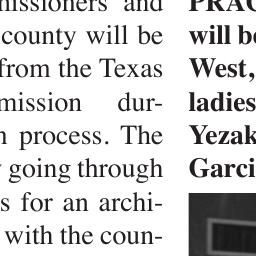 missioners and
county will be
from the Texas
mission dur-
process. The
going through
s for an archi-
with the coun-
PRAC
will be
West,
ladies
Yezak
Garci